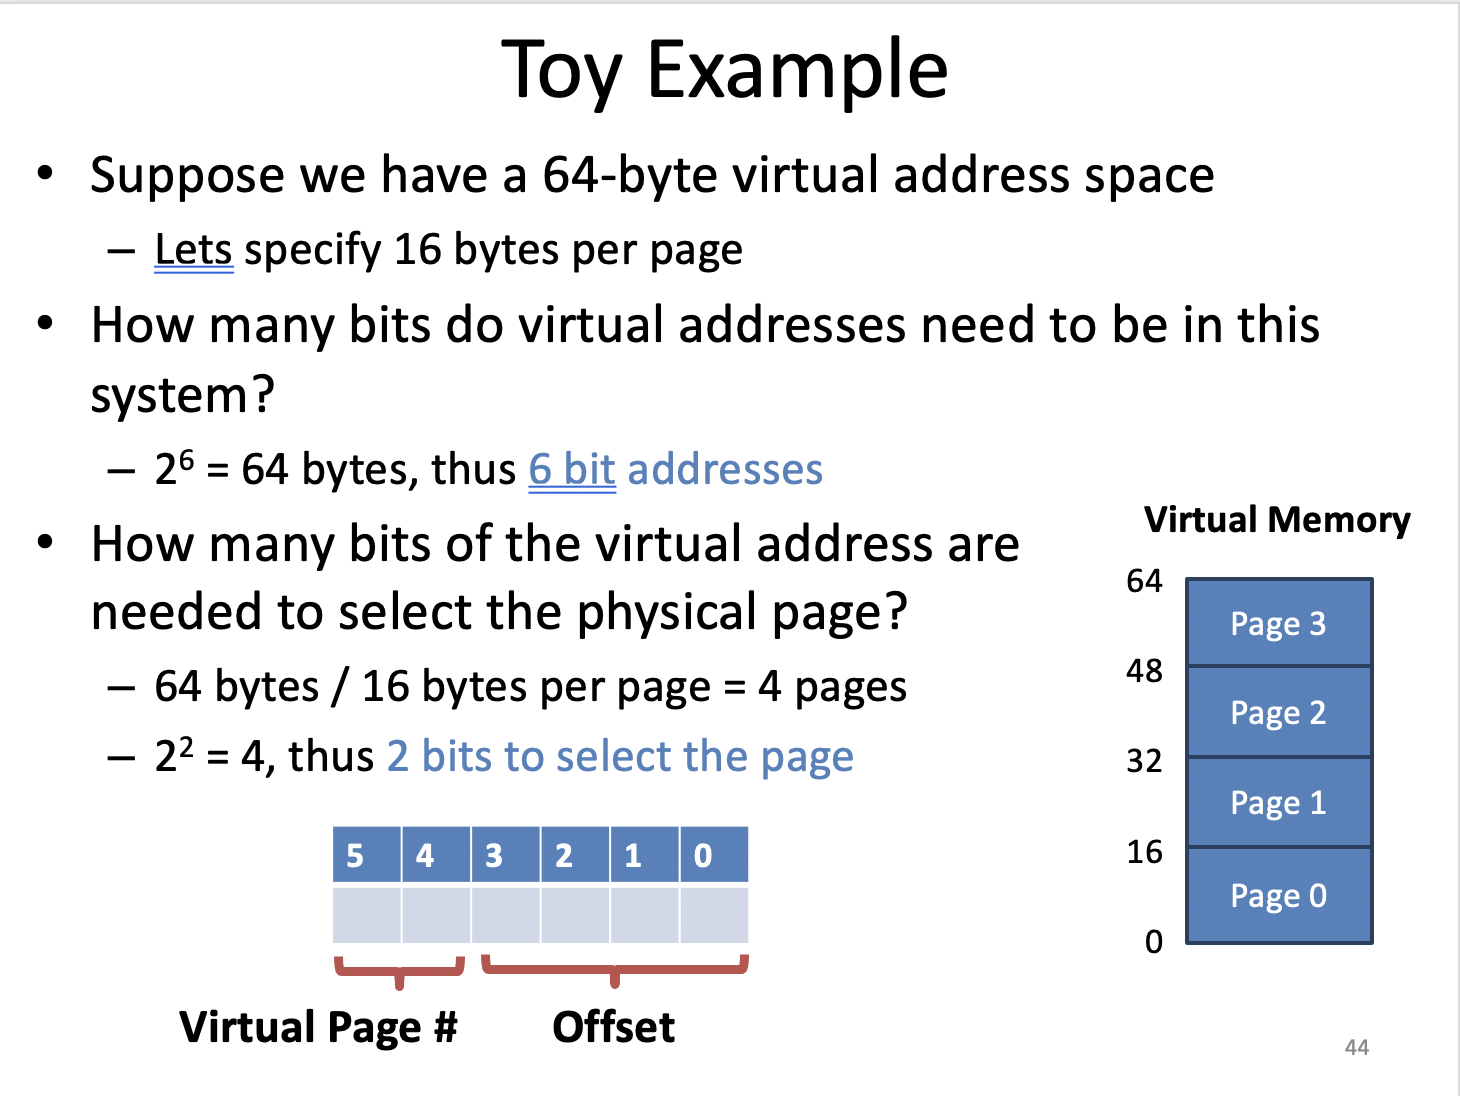 Toy Example
• Suppose we have a 64-byte virtual address space
– Lets specify 16 bytes per page
• How many bits do virtual addresses need to be in this
system?
– 2⁶ = 64 bytes, thus 6 bit addresses
• How many bits of the virtual address are
needed to select the physical page?
– 64 bytes / 16 bytes per page = 4 pages
– 2² = 4, thus 2 bits to select the page
5 4 3 2 1 0
Virtual Page # Offset
Virtual Memory
64
Page 3
48
Page 2
32
Page 1
16
Page 0
0
44